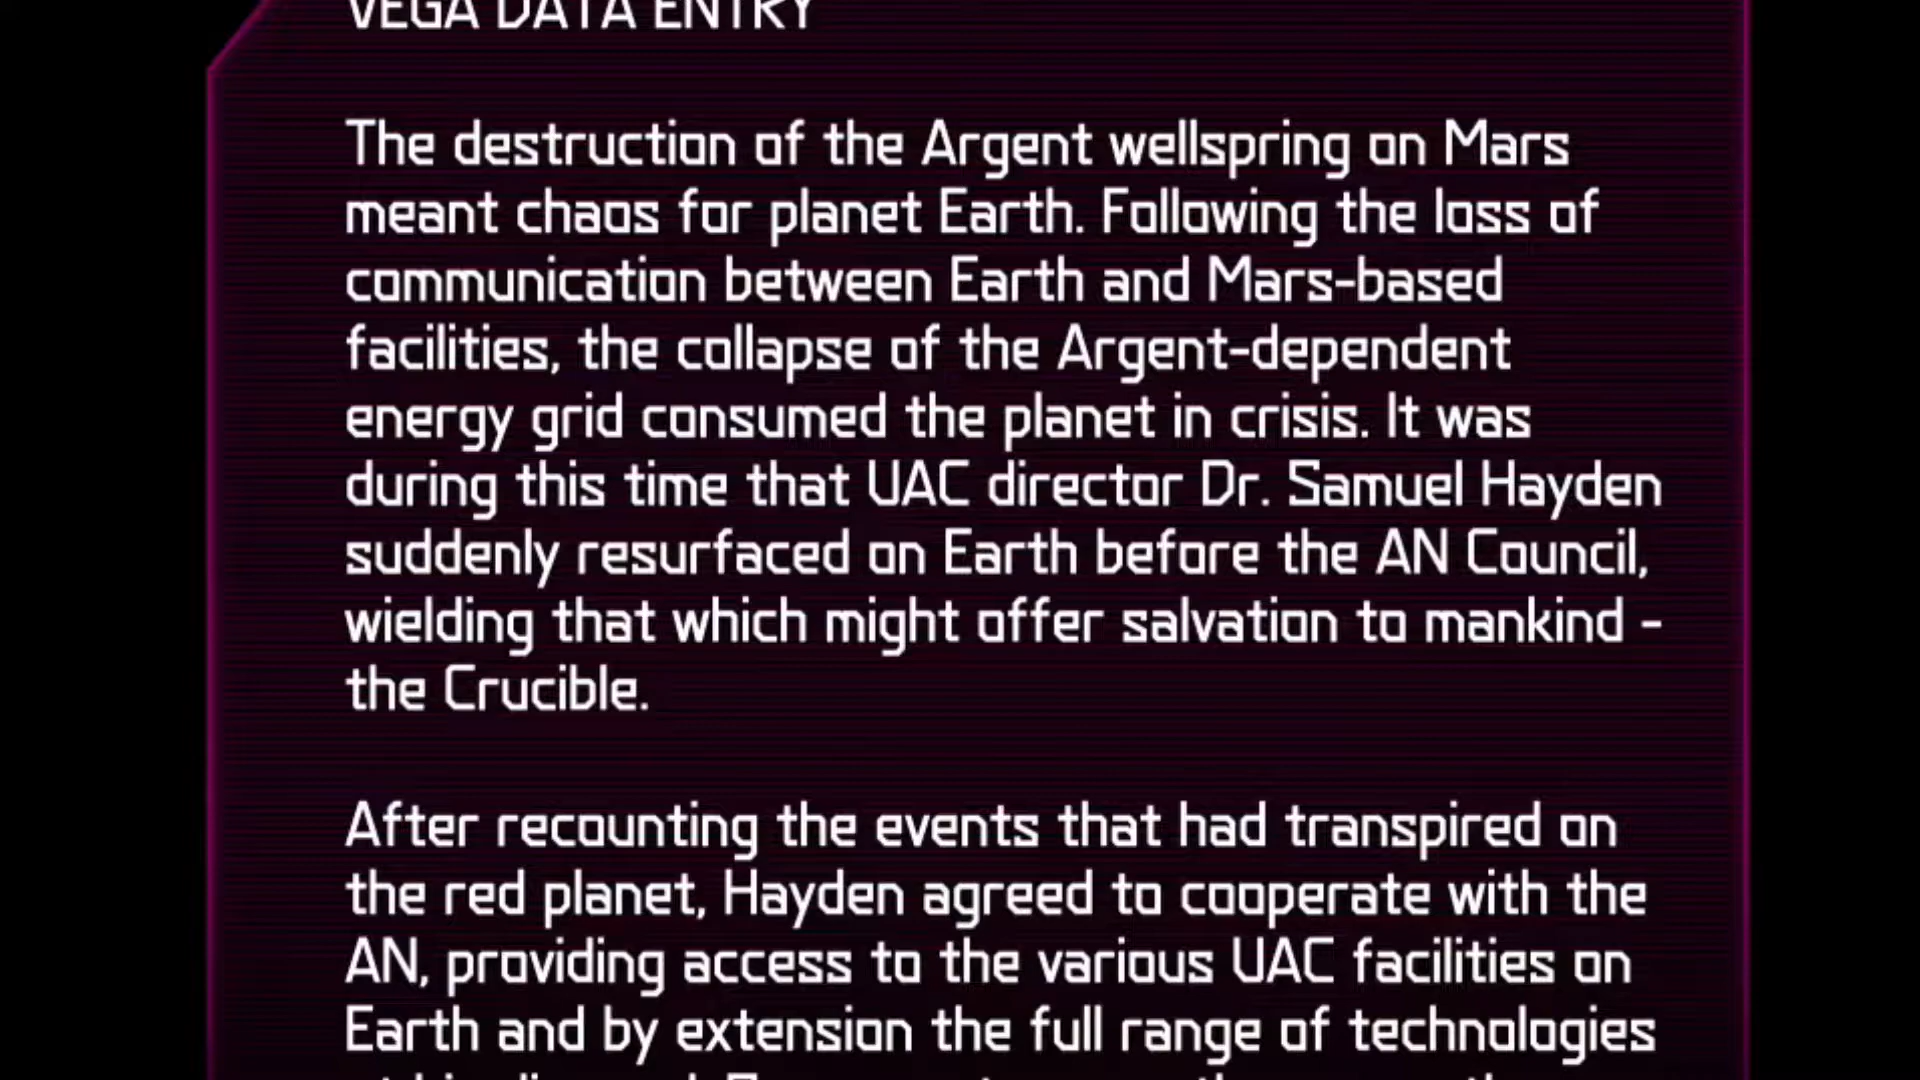 VEGA DATA ENTRY
The destruction of the Argent wellspring on Mars
meant chaos for planet Earth. Following the loss of
communication between Earth and Mars-based
facilities, the collapse of the Argent-dependent
energy grid consumed the planet in crisis. It was
during this time that UAC director Dr. Samuel Hayden
suddenly resurfaced on Earth before the AN Council,
wielding that which might offer salvation to mankind -
the Crucible.
After recounting the events that had transpired on
the red planet, Hayden agreed to cooperate with the
AN, providing access to the various UAC facilities on
Earth and by extension the full range of technologies